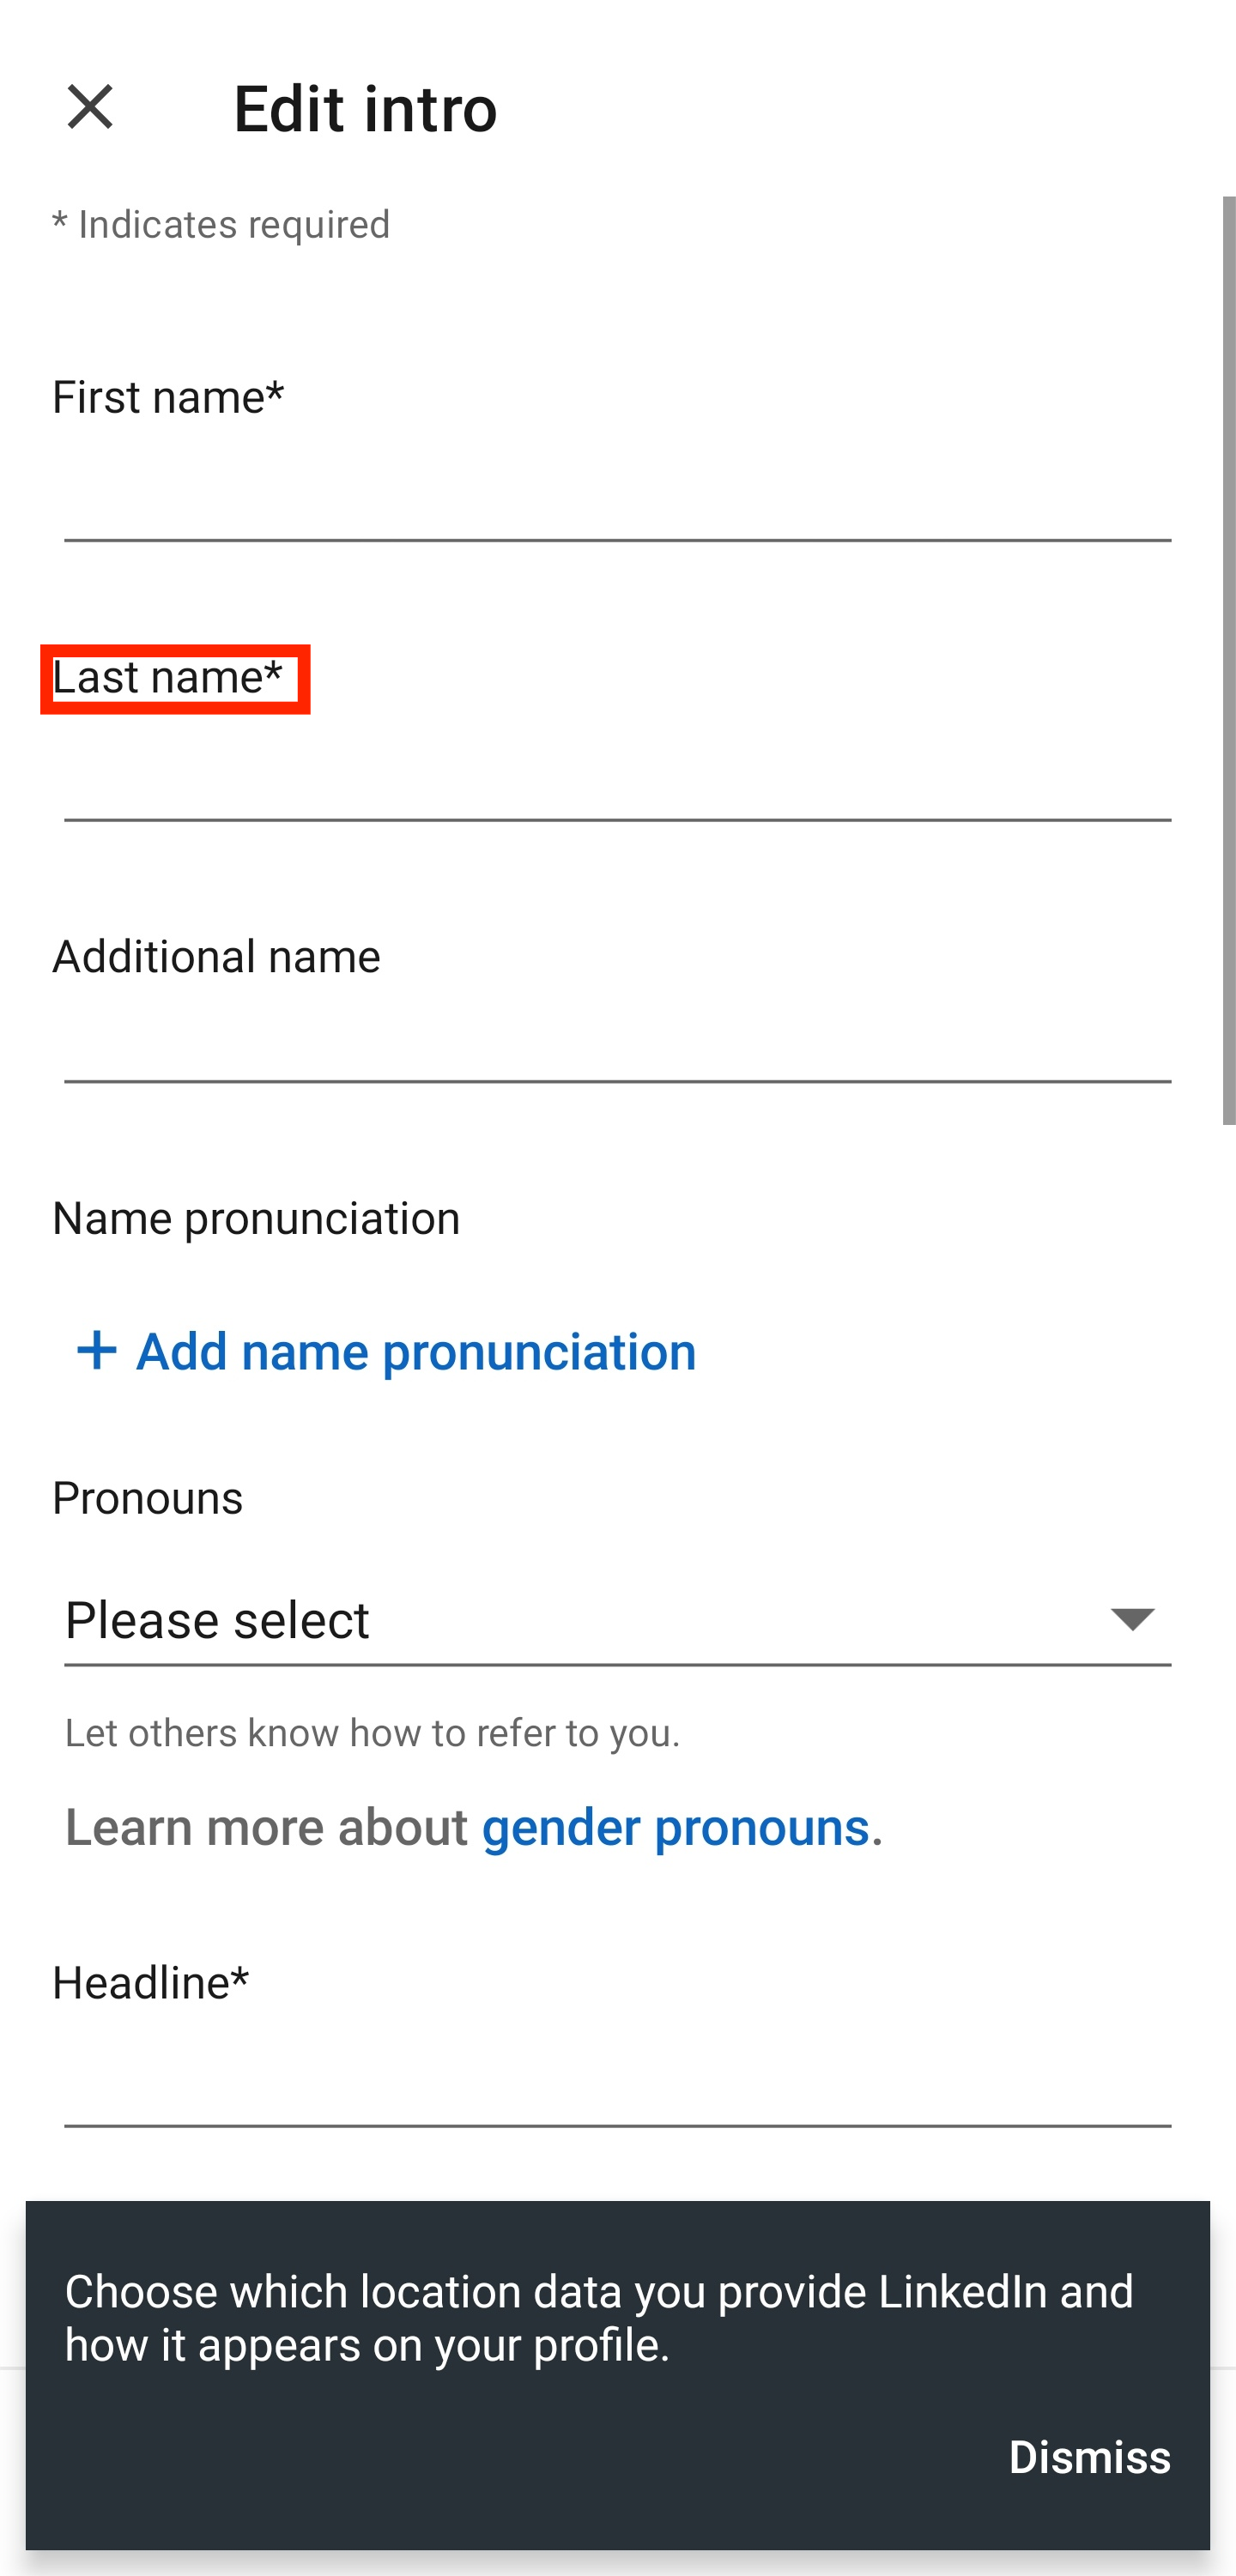 Edit intro
* Indicates required
First name*
Last name*
Additional name
Name pronunciation
+ Add name pronunciation
Pronouns
Please select
Let others know how to refer to you.
Learn more about gender pronouns.
Headline*
Choose which location data you provide LinkedIn and
how it appears on your profile.
Dismiss